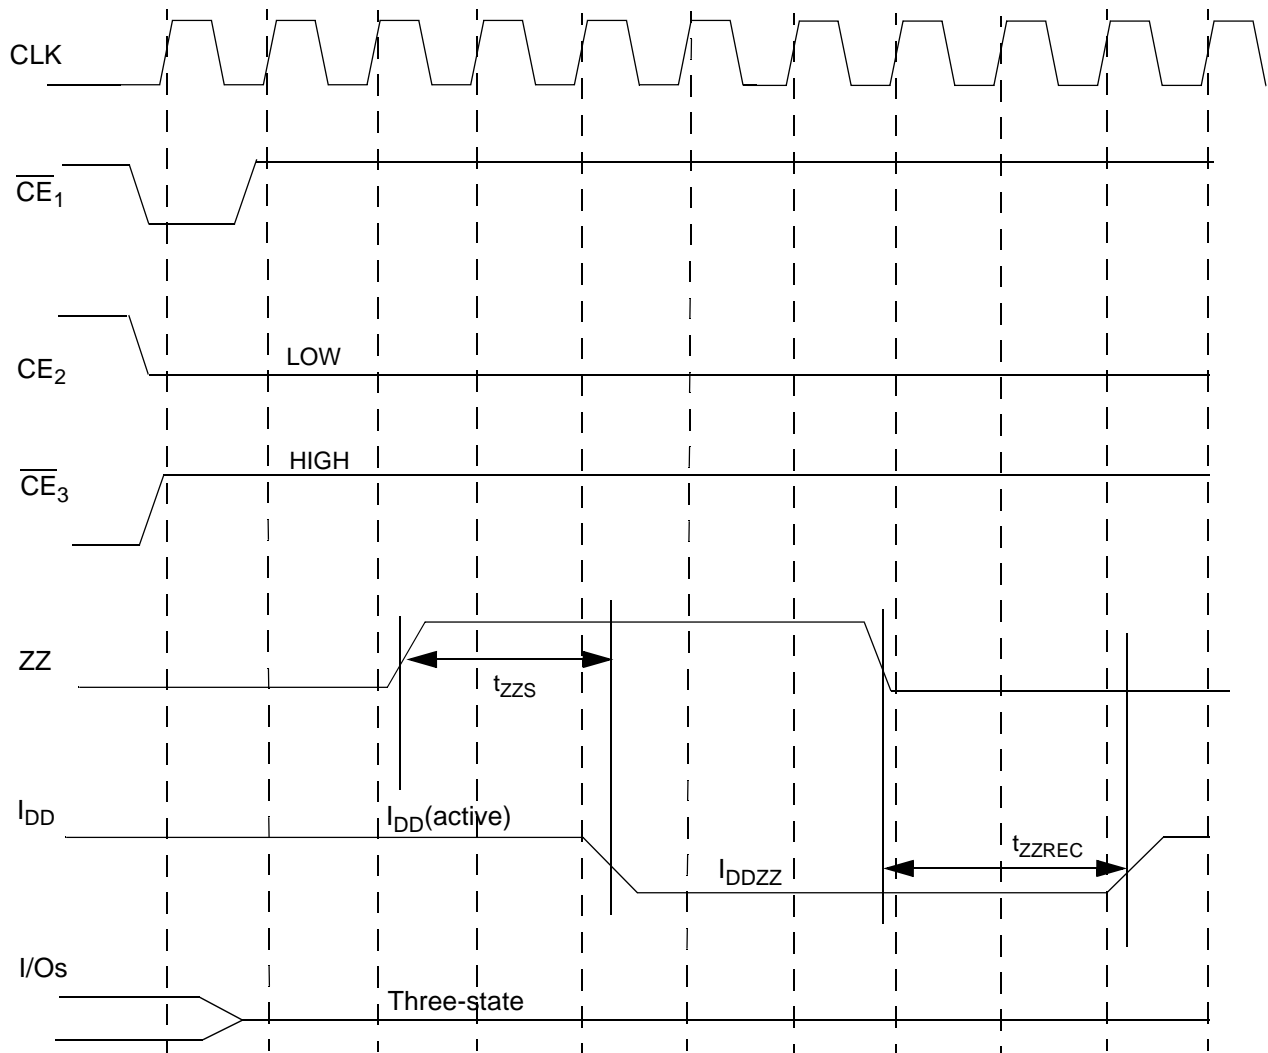 CLK
CE1
CE2
LOW
CE3
HIGH
ZZ
tZZS
IDD
IDD(active)
IDDZZ
tZZREC
I/Os
Three-state